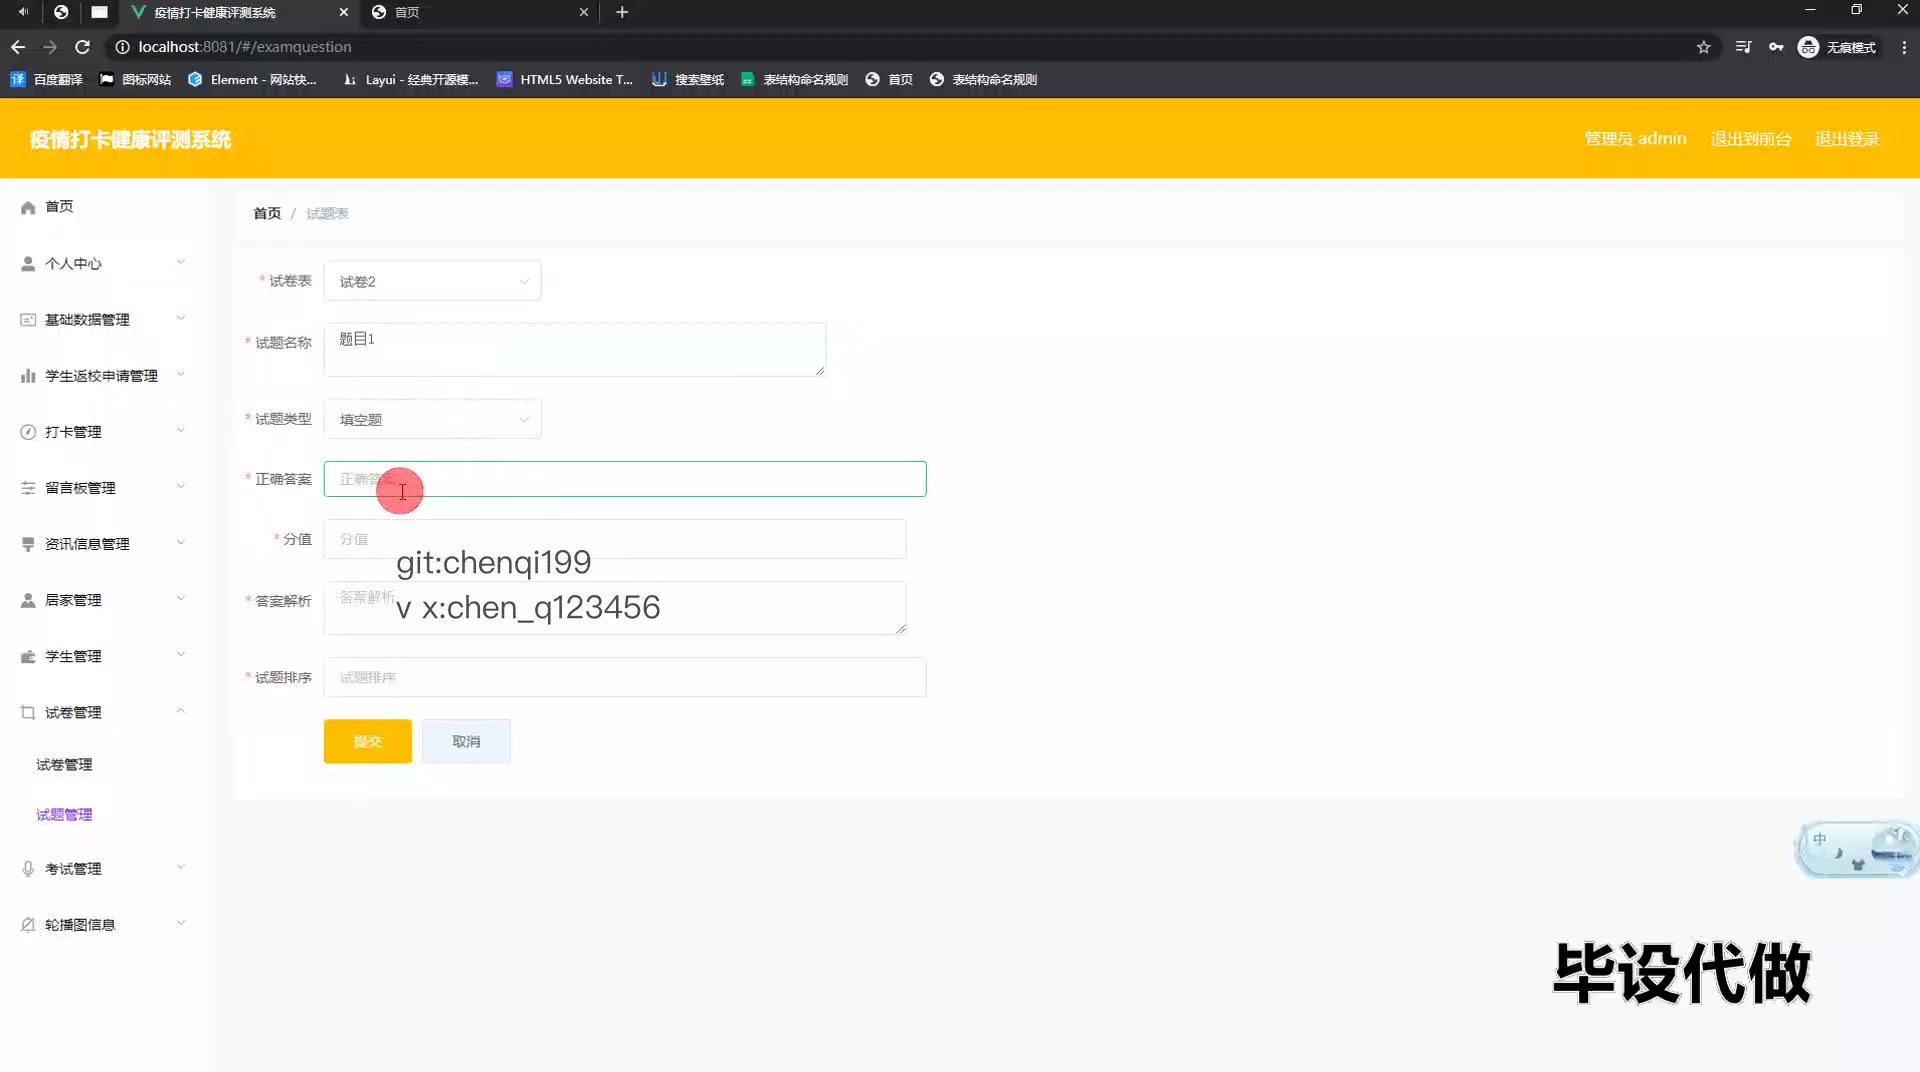 疫情打卡健康评测系统
首页
localhost:8081/#/examquestion
无痕模式
百度翻译
图标网站
Element - 网站快...
Layui - 经典开源模...
HTML5 Website T...
搜索壁纸
表结构命名规则
首页
表结构命名规则
疫情打卡健康评测系统
管理员 admin
退出到前台
退出登录
首页
个人中心
基础数据管理
学生返校申请管理
打卡管理
留言板管理
资讯信息管理
居家管理
学生管理
试卷管理
试卷管理
试题管理
考试管理
轮播图信息
首页 / 试题表
* 试卷表 试卷2
* 试题名称 题目1
* 试题类型 填空题
* 正确答案 正确答案
* 分值 分值
git:chenqi199
* 答案解析 答案解析
v x:chen_q123456
* 试题排序 试题排序
提交 取消
中
毕设代做